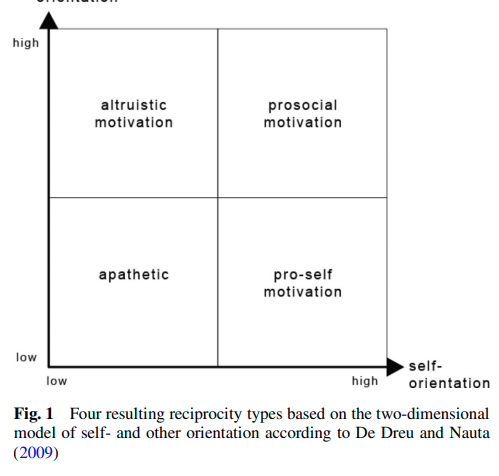 orientation
high
altruistic
motivation
prosocial
motivation
apathetic
pro-self
motivation
low
low
high
self-
orientation
Fig. 1 Four resulting reciprocity types based on the two-dimensional
model of self- and other orientation according to De Dreu and Nauta
(2009)